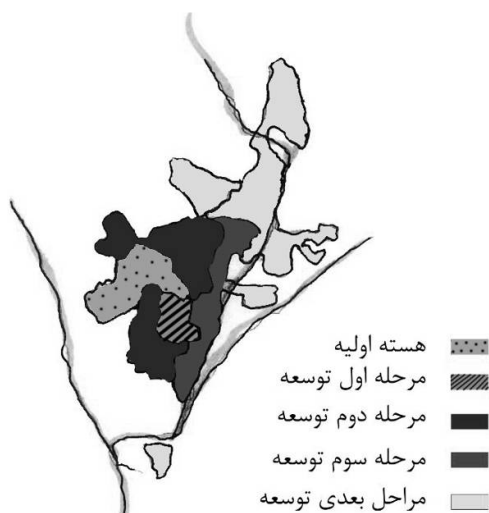 هسته اولیه
مرحله اول توسعه
مرحله دوم توسعه
مرحله سوم توسعه
مراحل بعدی توسعه